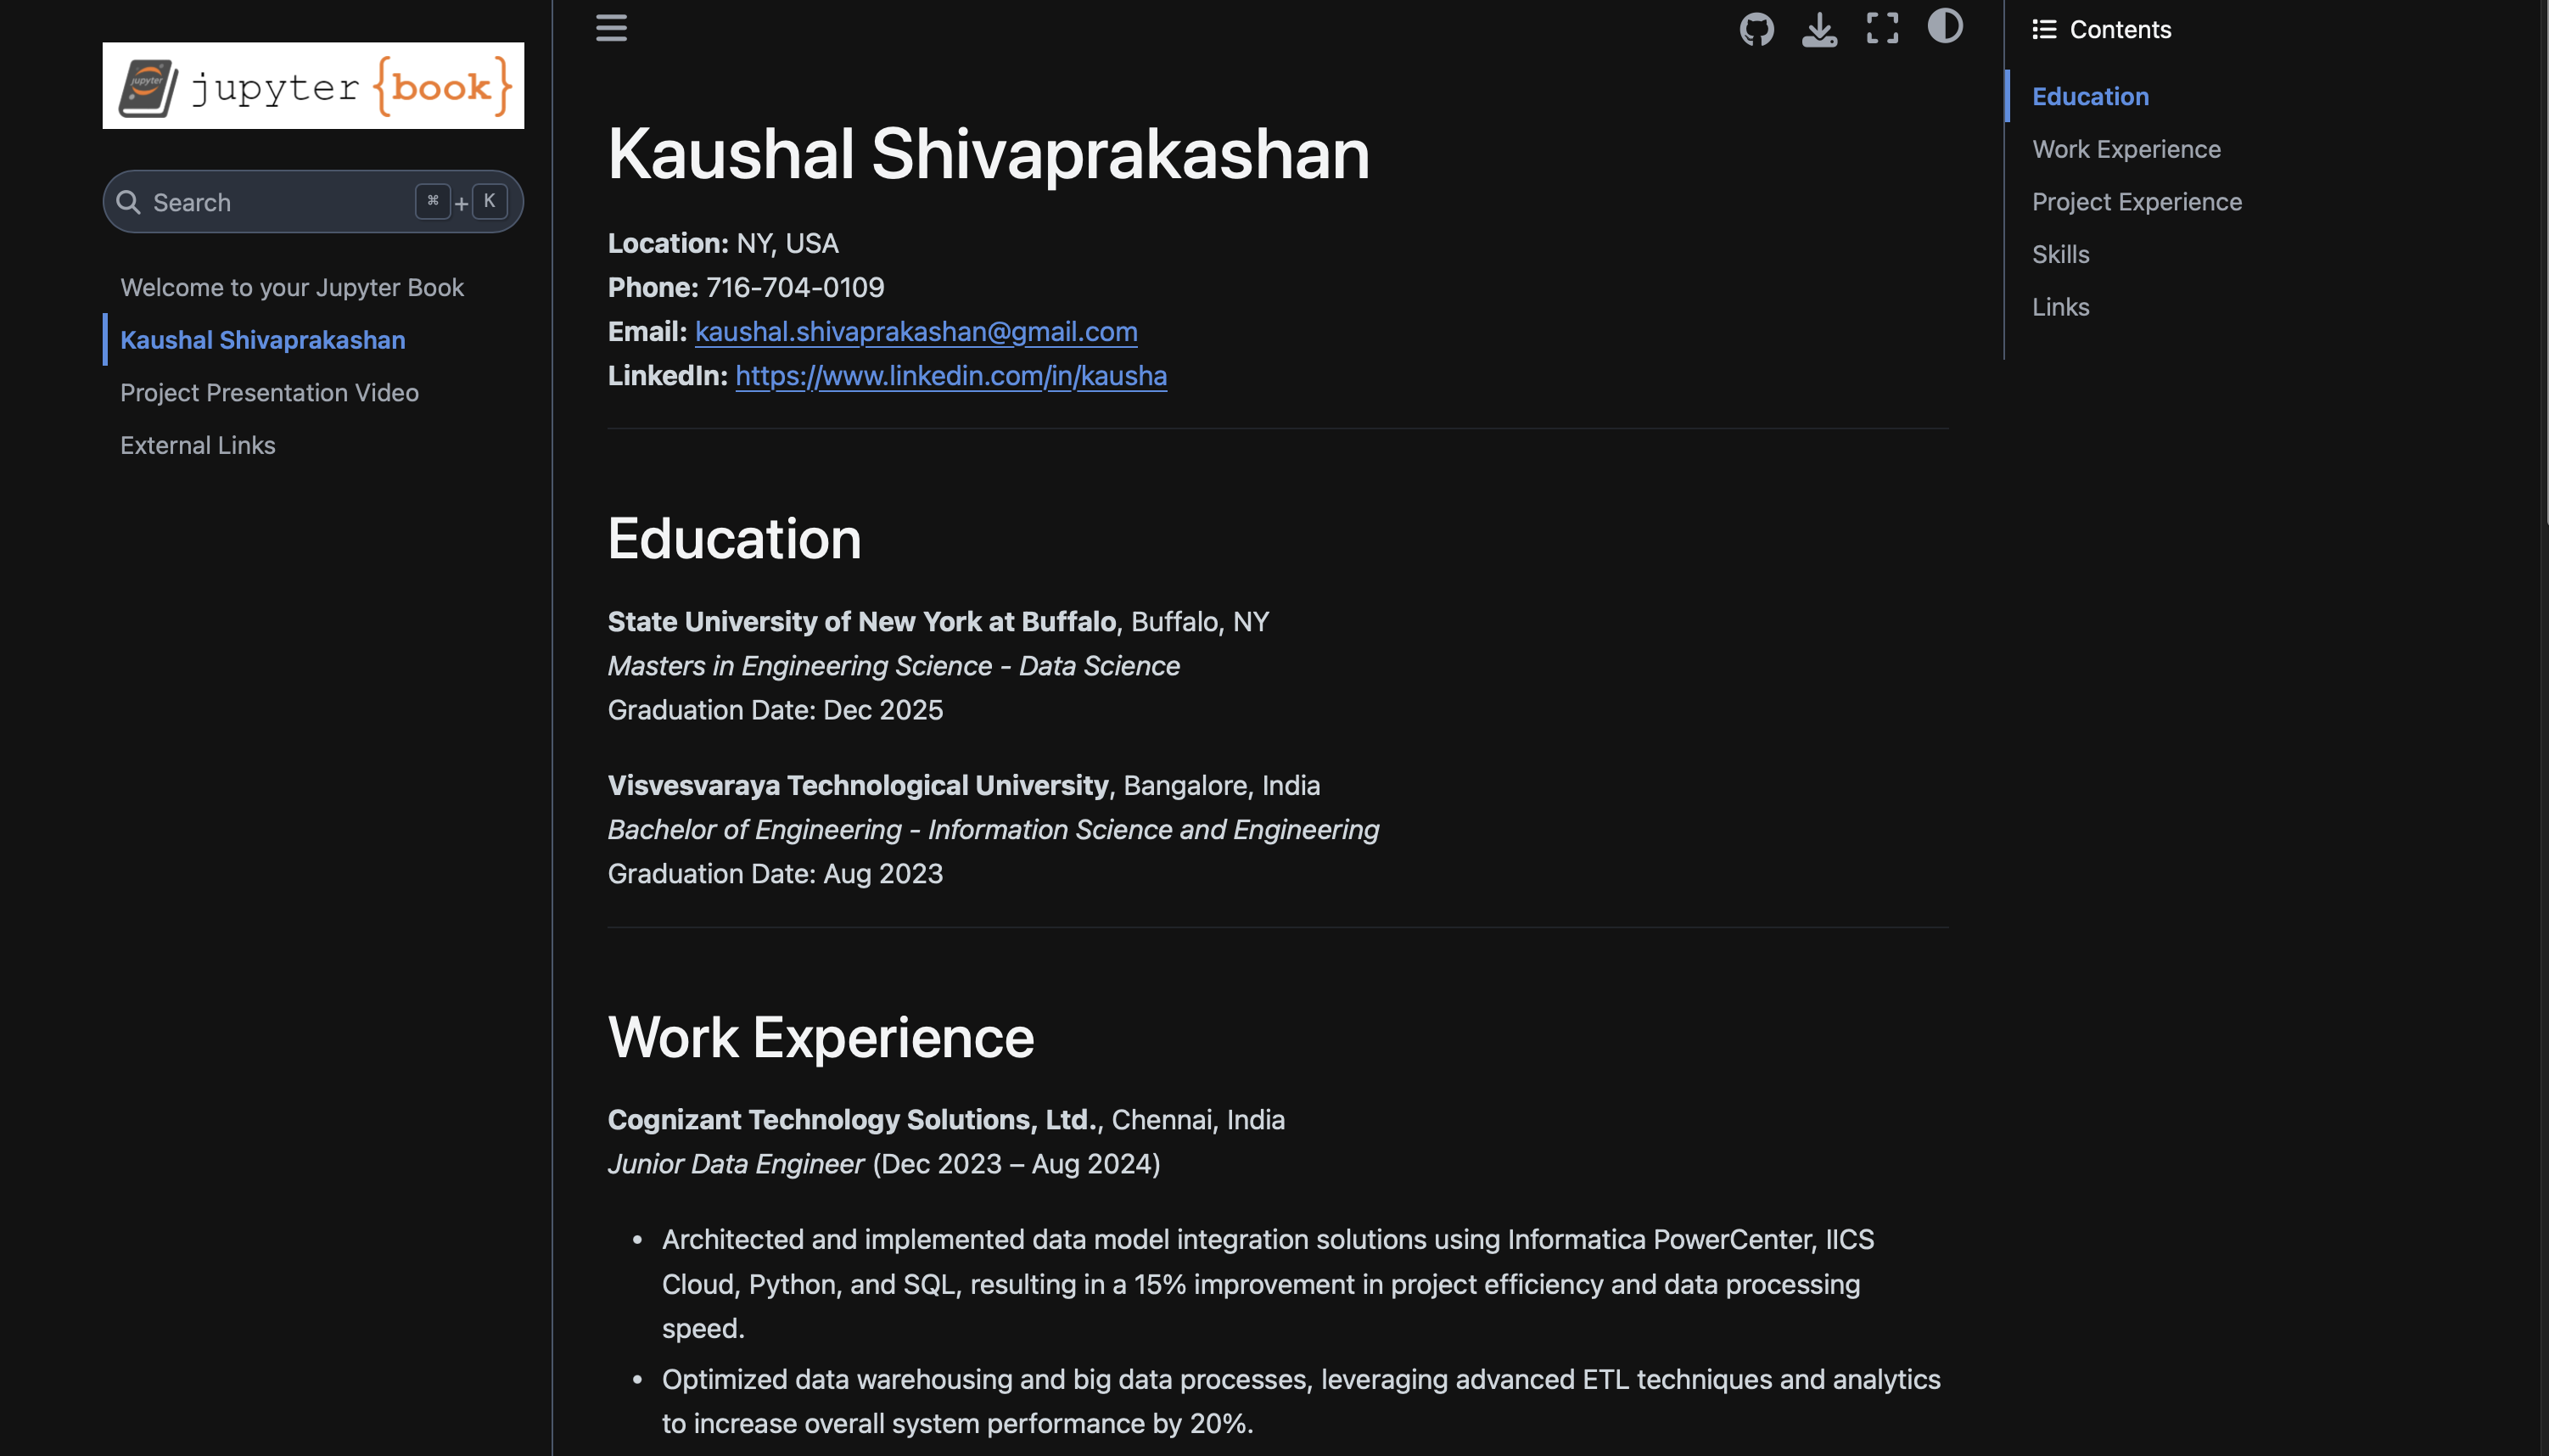 jupyter {book}
Search ⌘ + K
Welcome to your Jupyter Book
Kaushal Shivaprakashan
Project Presentation Video
External Links
Kaushal Shivaprakashan
Location: NY, USA
Phone: 716-704-0109
Email: kaushal.shivaprakashan@gmail.com
LinkedIn: https://www.linkedin.com/in/kausha
Education
State University of New York at Buffalo, Buffalo, NY
Masters in Engineering Science - Data Science
Graduation Date: Dec 2025
Visvesvaraya Technological University, Bangalore, India
Bachelor of Engineering - Information Science and Engineering
Graduation Date: Aug 2023
Work Experience
Cognizant Technology Solutions, Ltd., Chennai, India
Junior Data Engineer (Dec 2023 – Aug 2024)
• Architected and implemented data model integration solutions using Informatica PowerCenter, IICS
Cloud, Python, and SQL, resulting in a 15% improvement in project efficiency and data processing
speed.
• Optimized data warehousing and big data processes, leveraging advanced ETL techniques and analytics
to increase overall system performance by 20%.
Contents
Education
Work Experience
Project Experience
Skills
Links